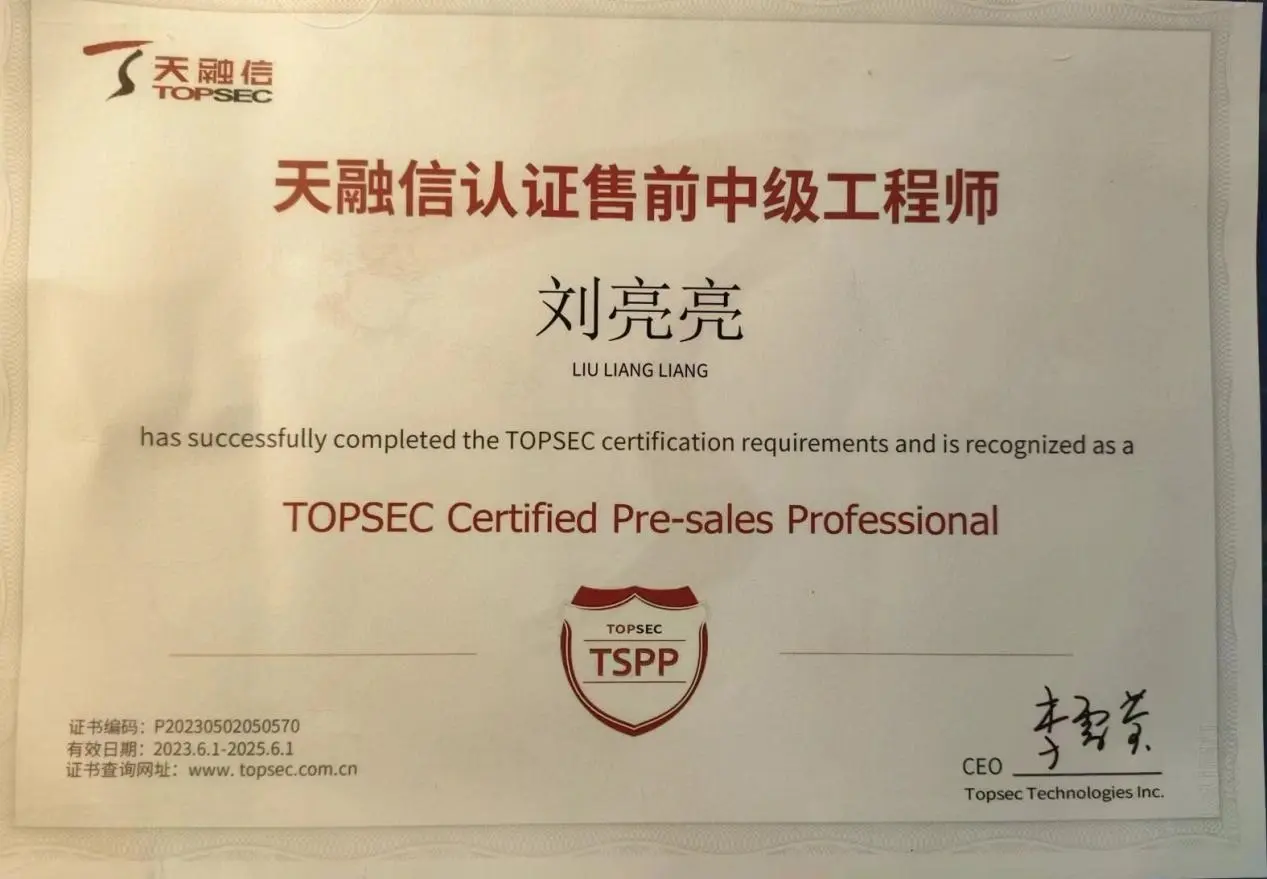 天融信
TOPSEC
天融信认证售前中级工程师
刘亮亮
LIU LIANG LIANG
has successfully completed the TOPSEC certification requirements and is recognized as a
TOPSEC Certified Pre-sales Professional
TOPSEC
TSPP
证书编码：P20230502050570
有效日期：2023.6.1-2025.6.1
证书查询网址：www. topsec.com.cn
CEO
Topsec Technologies Inc.